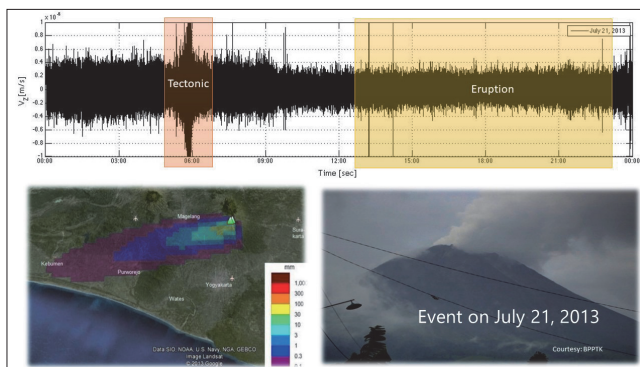 x 10⁻⁴
July 21, 2013
1
0.8
0.6
0.4
0.2
0
-0.2
-0.4
-0.6
-0.8
-1
V_Z [m/s]
Tectonic
Eruption
00:00
03:00
06:00
09:00
12:00
15:00
18:00
21:00
00:00
Time [sec]
Magelang
Kebumen
Purworejo
Yogyakarta
Wates
mm
300
100
30
10
3
1
0.3
Data SIO, NOAA, U.S. Navy, NGA, GEBCO
Image Landsat
© 2013 Google
Event on July 21, 2013
Courtesy: BPPTK